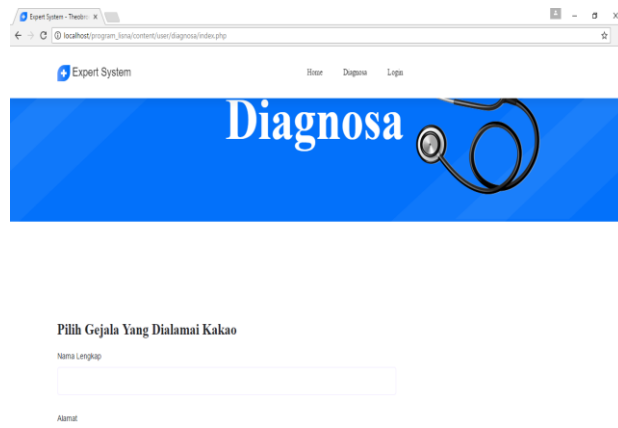 Expert System - Thesbro
localhost/program_lisna/content/user/diagnosa/index.php
Expert System
Home Diagnosa Login
Diagnosa
Pilih Gejala Yang Dialamai Kakao
Nama Lengkap
Alamat